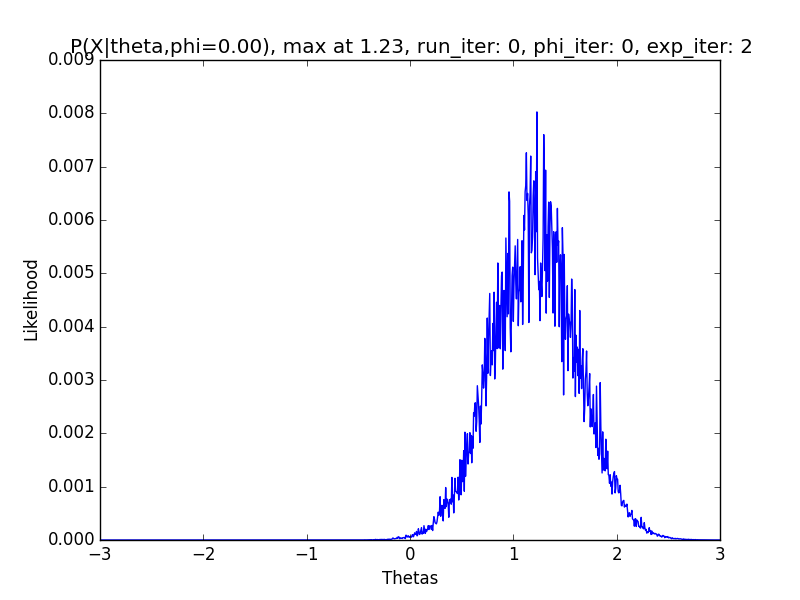 P(X|theta,phi=0.00), max at 1.23, run_iter: 0, phi_iter: 0, exp_iter: 2
0.009
0.008
0.007
0.006
0.005
0.004
0.003
0.002
0.001
0.000
Likelihood
−3 −2 −1 0 1 2 3
Thetas